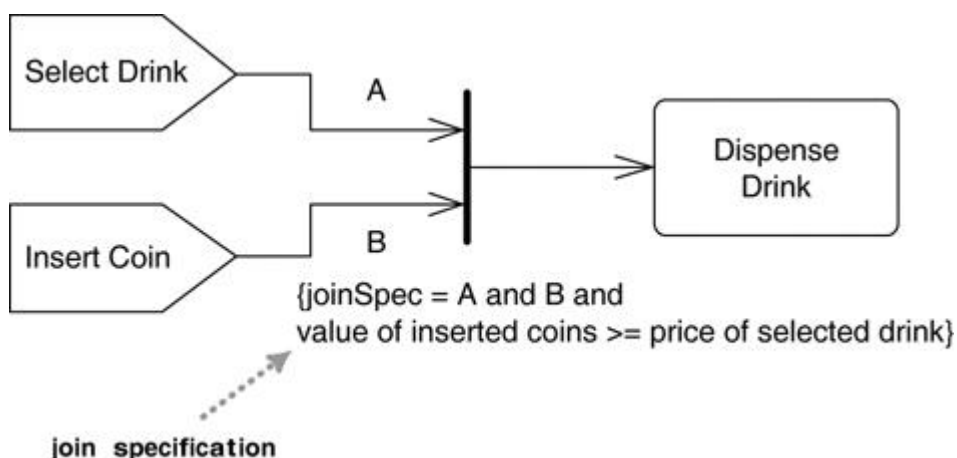 Select Drink
A
Dispense
Drink
Insert Coin
B
{joinSpec = A and B and
value of inserted coins >= price of selected drink}
join specification